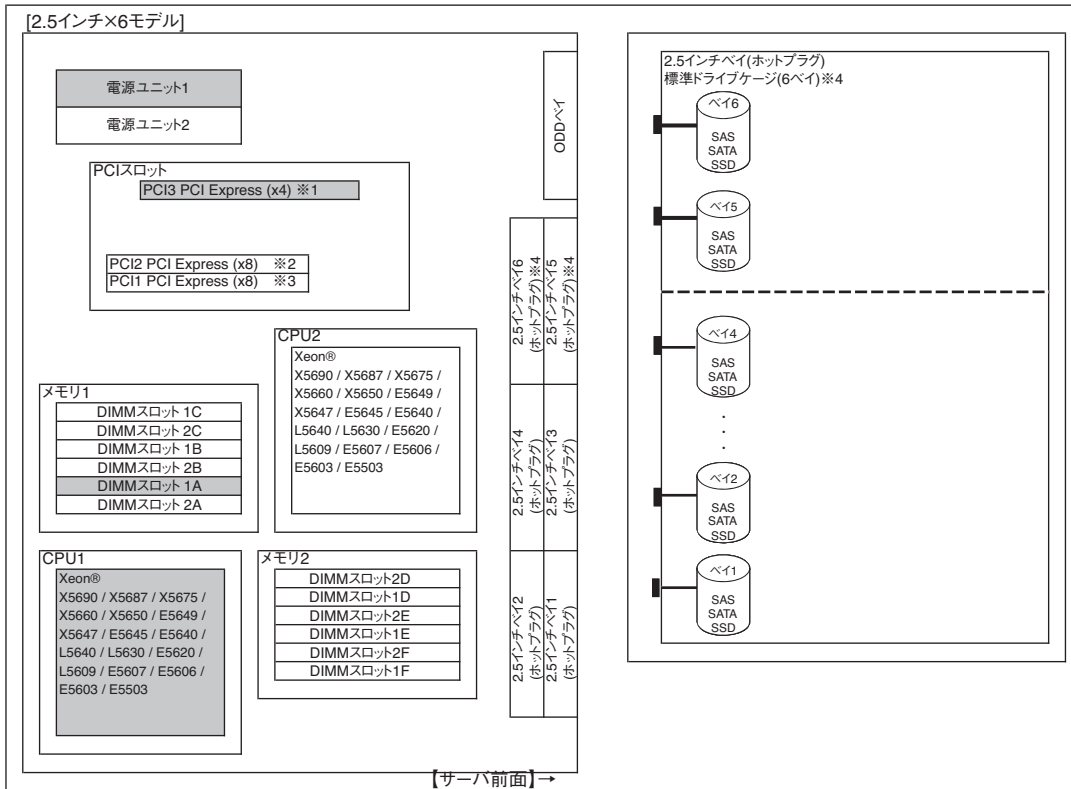 [2.5インチ×6モデル]
電源ユニット1
電源ユニット2
PCIスロット
PCI3 PCI Express (x4) ※1
PCI2 PCI Express (x8) ※2
PCI1 PCI Express (x8) ※3
CPU2
Xeon®
X5690 / X5687 / X5675 /
X5660 / X5650 / E5649 /
X5647 / E5645 / E5640 /
L5640 / L5630 / E5620 /
L5609 / E5607 / E5606 /
E5603 / E5503
メモリ1
DIMMスロット 1C
DIMMスロット 2C
DIMMスロット 1B
DIMMスロット 2B
DIMMスロット 1A
DIMMスロット 2A
CPU1
Xeon®
X5690 / X5687 / X5675 /
X5660 / X5650 / E5649 /
X5647 / E5645 / E5640 /
L5640 / L5630 / E5620 /
L5609 / E5607 / E5606 /
E5603 / E5503
メモリ2
DIMMスロット2D
DIMMスロット1D
DIMMスロット2E
DIMMスロット1E
DIMMスロット2F
DIMMスロット1F
ODDベイ
2.5インチベイ6
(ホットプラグ)※4
2.5インチベイ5
(ホットプラグ)※4
2.5インチベイ4
(ホットプラグ)
2.5インチベイ3
(ホットプラグ)
2.5インチベイ2
(ホットプラグ)
2.5インチベイ1
(ホットプラグ)
【サーバ前面】→
2.5インチベイ(ホットプラグ)
標準ドライブケージ(6ベイ)※4
ベイ6
SAS
SATA
SSD
ベイ5
SAS
SATA
SSD
ベイ4
SAS
SATA
SSD
・
・
・
ベイ2
SAS
SATA
SSD
ベイ1
SAS
SATA
SSD